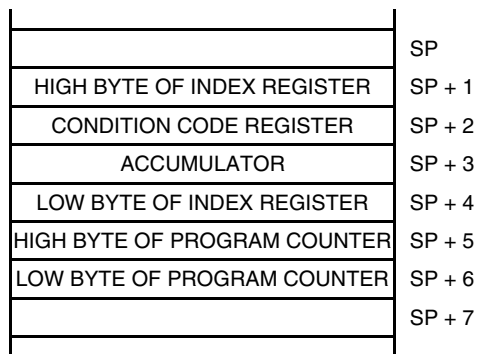 SP
HIGH BYTE OF INDEX REGISTER SP + 1
CONDITION CODE REGISTER SP + 2
ACCUMULATOR SP + 3
LOW BYTE OF INDEX REGISTER SP + 4
HIGH BYTE OF PROGRAM COUNTER SP + 5
LOW BYTE OF PROGRAM COUNTER SP + 6
SP + 7